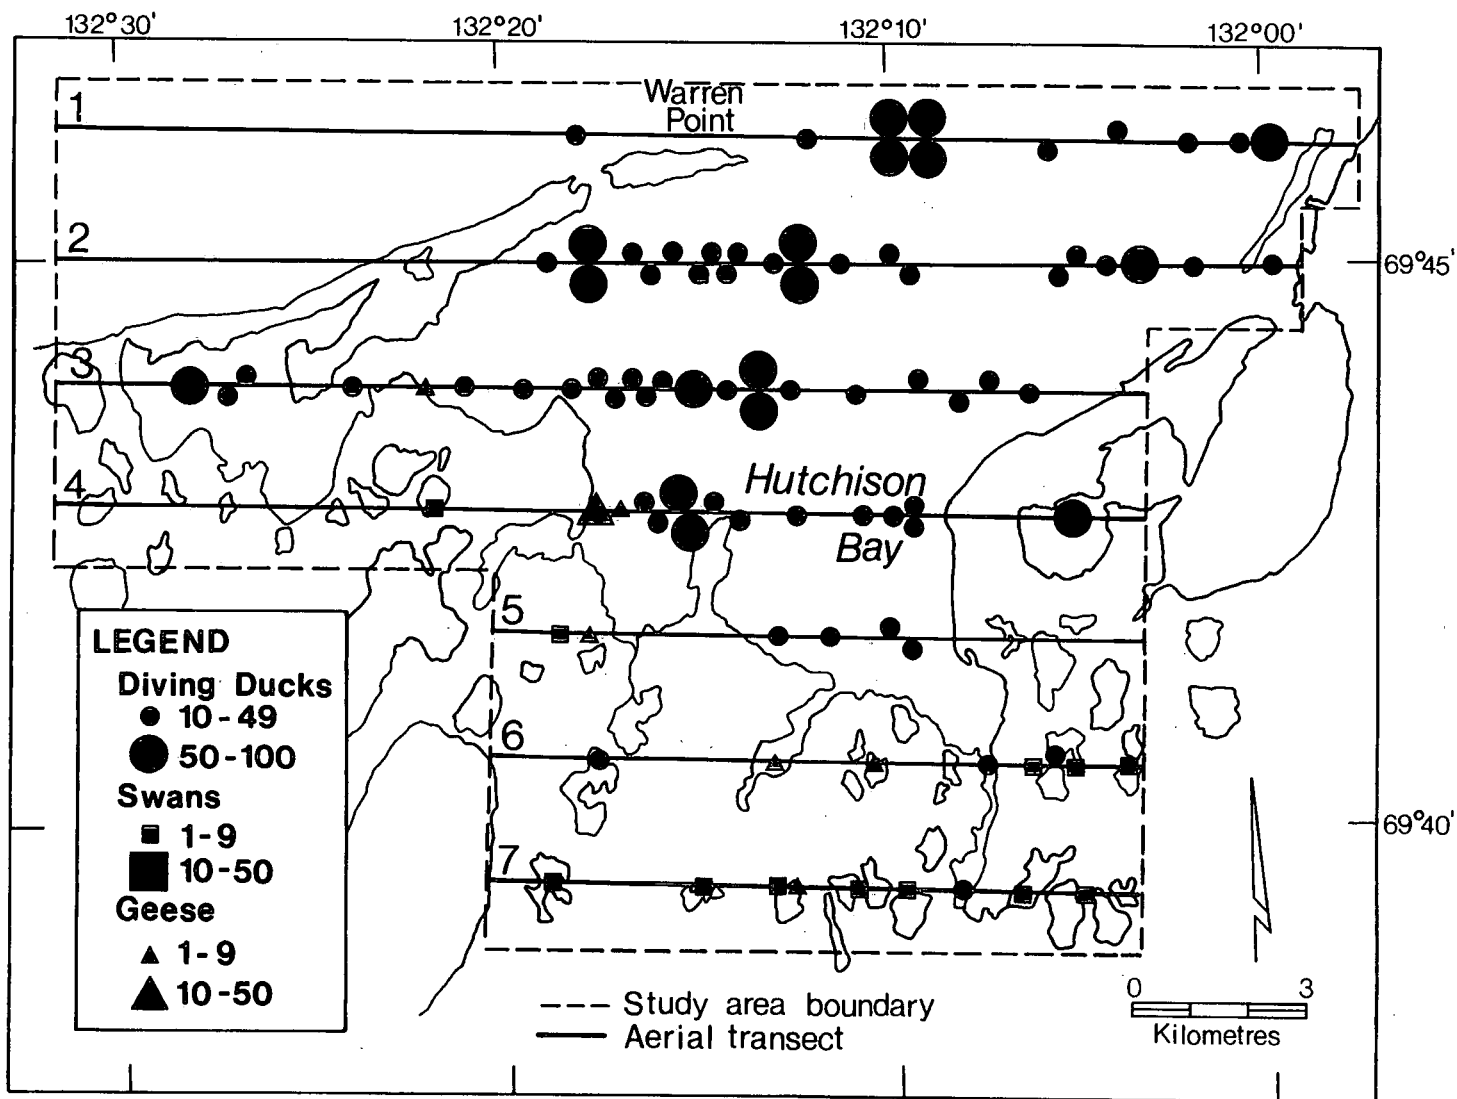 132°30' 132°20' 132°10' 132°00'
Warren
Point
1
2
69°45'
3
4
Hutchison
Bay
5
LEGEND
Diving Ducks
10-49
50-100
Swans
1-9
10-50
Geese
1-9
10-50
6
69°40'
7
0 3
Kilometres
Study area boundary
Aerial transect